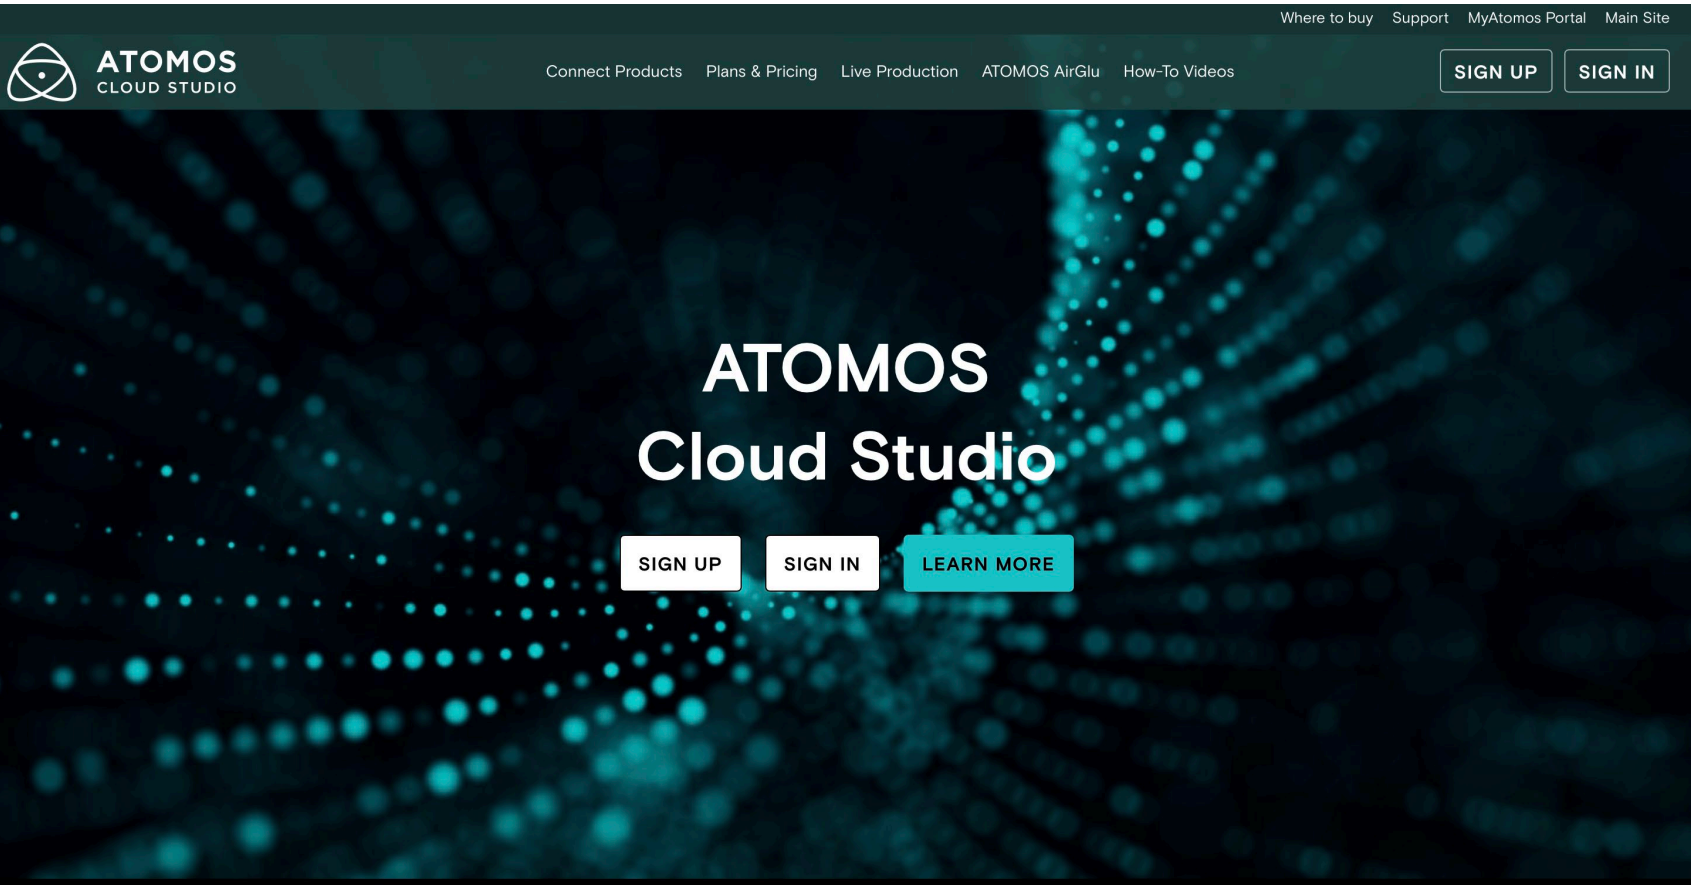 Where to buy Support MyAtomos Portal Main Site
ATOMOS
CLOUD STUDIO
Connect Products Plans & Pricing Live Production ATOMOS AirGlu How-To Videos
SIGN UP SIGN IN
ATOMOS
Cloud Studio
SIGN UP SIGN IN LEARN MORE